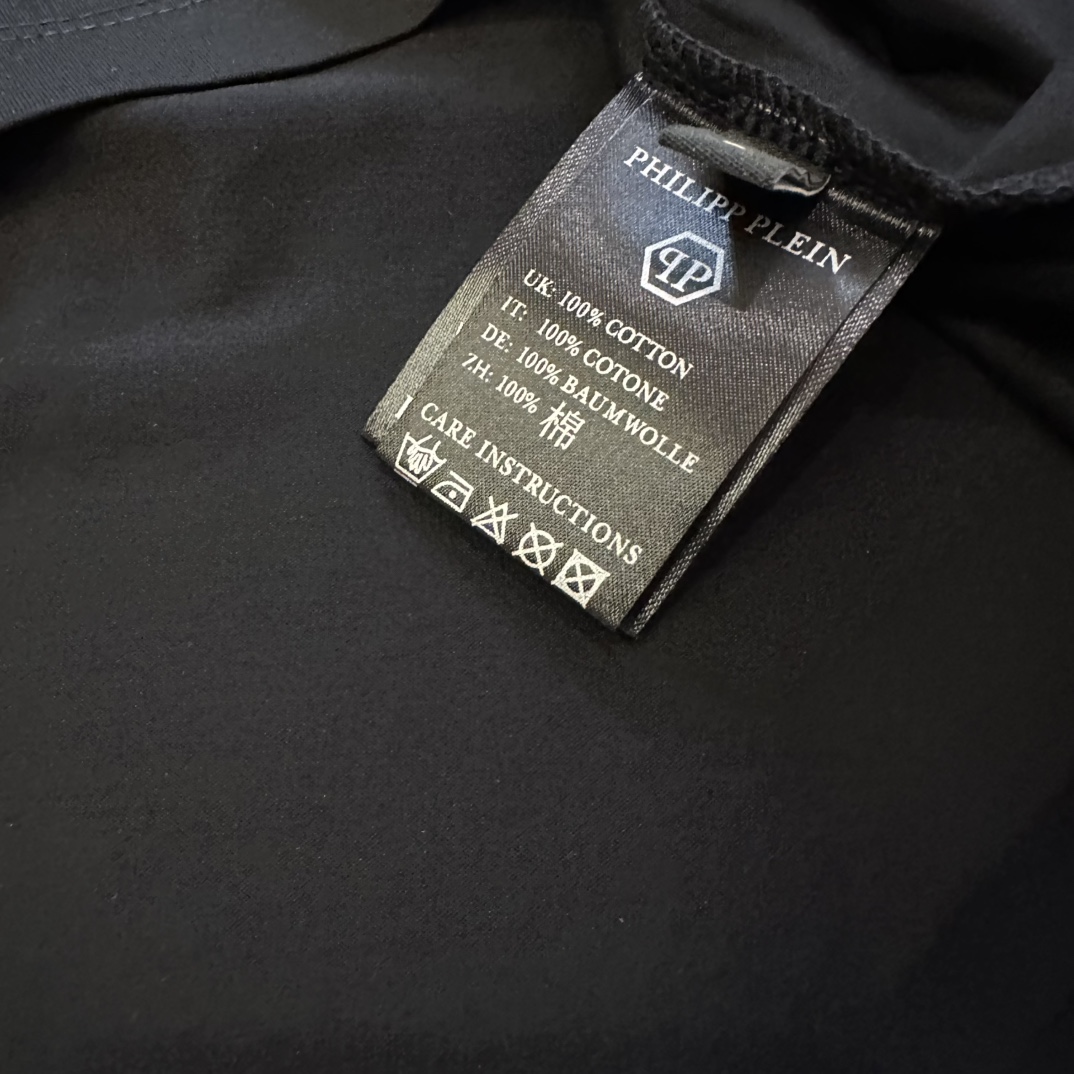 PHILIPP PLEIN
PP
UK: 100% COTTON
IT: 100% COTONE
DE: 100% BAUMWOLLE
ZH: 100% 棉
CARE INSTRUCTIONS